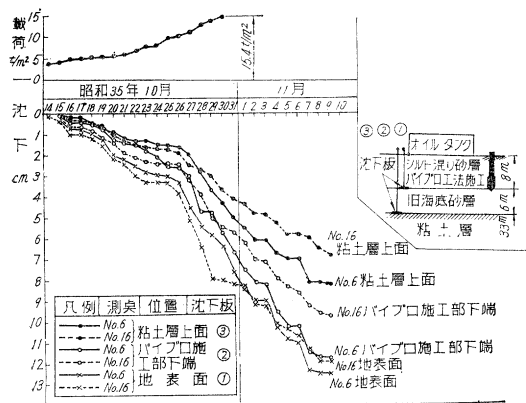 載荷 t/m²
15
10
5
0
15.4 t/m²
昭和35年10月 11月
沈下 cm
14 15 16 17 18 19 20 21 22 23 24 25 26 27 28 29 30 31 1 2 3 4 5 6 7 8 9 10
0
1
2
3
4
5
6
7
8
9
10
11
12
13
③ ② ①
オイルタンク
沈下板
シルト混り砂層
バイブロ工法施工
8m
旧海底砂層
6m
粘土層
33m
No.16
粘土層上面
No.6 粘土層上面
No.16 バイブロ施工部下端
No.6 バイブロ施工部下端
No.16 地表面
No.6 地表面
凡例 測点 位置 沈下板
No.6
No.16 粘土層上面 ③
No.6 バイブロ施
No.16 工部下端 ②
No.6
No.16 地表面 ①